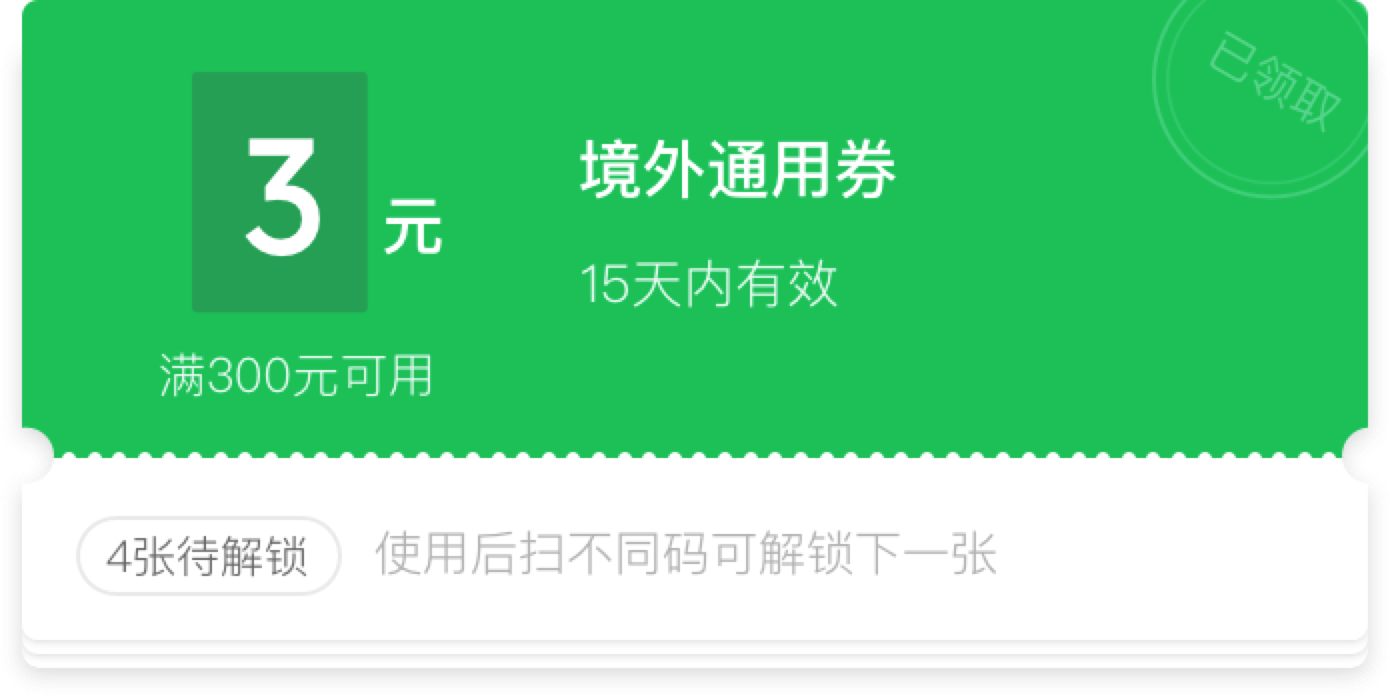 已领取
3 元
境外通用券
15天内有效
满300元可用
4张待解锁 使用后扫不同码可解锁下一张